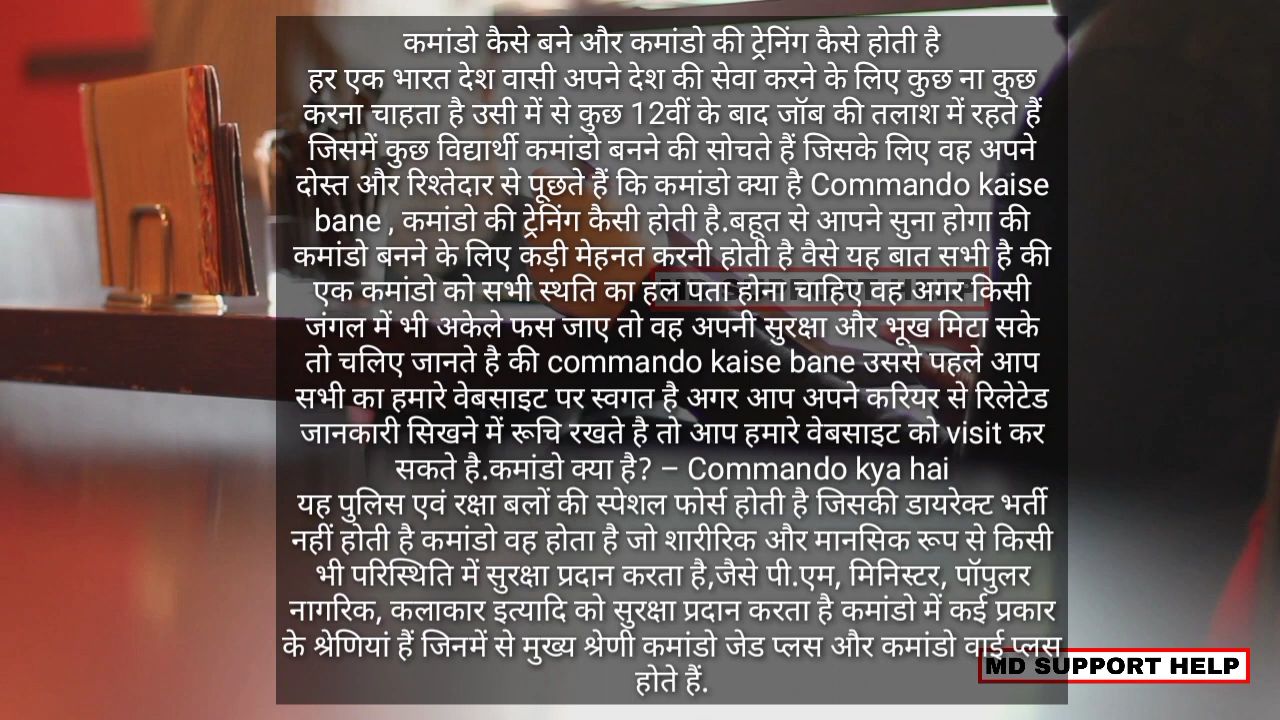 कमांडो कैसे बने और कमांडो की ट्रेनिंग कैसे होती है
हर एक भारत देश वासी अपने देश की सेवा करने के लिए कुछ ना कुछ
करना चाहता है उसी में से कुछ 12वीं के बाद जॉब की तलाश में रहते हैं
जिसमें कुछ विद्यार्थी कमांडो बनने की सोचते हैं जिसके लिए वह अपने
दोस्त और रिश्तेदार से पूछते हैं कि कमांडो क्या है Commando kaise
bane , कमांडो की ट्रेनिंग कैसी होती है.बहूत से आपने सुना होगा की
कमांडो बनने के लिए कड़ी मेहनत करनी होती है वैसे यह बात सभी है की
एक कमांडो को सभी स्थति का हल पता होना चाहिए वह अगर किसी
जंगल में भी अकेले फस जाए तो वह अपनी सुरक्षा और भूख मिटा सके
तो चलिए जानते है की commando kaise bane उससे पहले आप
सभी का हमारे वेबसाइट पर स्वगत है अगर आप अपने करियर से रिलेटेड
जानकारी सिखने में रूचि रखते है तो आप हमारे वेबसाइट को visit कर
सकते है.कमांडो क्या है? – Commando kya hai
यह पुलिस एवं रक्षा बलों की स्पेशल फोर्स होती है जिसकी डायरेक्ट भर्ती
नहीं होती है कमांडो वह होता है जो शारीरिक और मानसिक रूप से किसी
भी परिस्थिति में सुरक्षा प्रदान करता है,जैसे पी.एम, मिनिस्टर, पॉपुलर
नागरिक, कलाकार इत्यादि को सुरक्षा प्रदान करता है कमांडो में कई प्रकार
के श्रेणियां हैं जिनमें से मुख्य श्रेणी कमांडो जेड प्लस और कमांडो वाई प्लस
होते हैं.
MD SUPPORT HELP